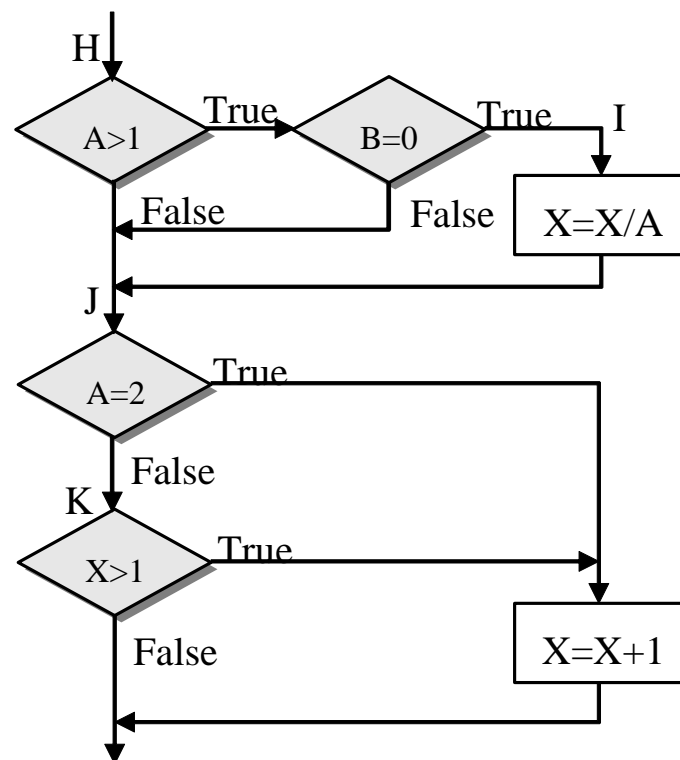 H
True
True
I
A>1
B=0
False
False
X=X/A
J
True
A=2
False
K
True
X>1
False
X=X+1